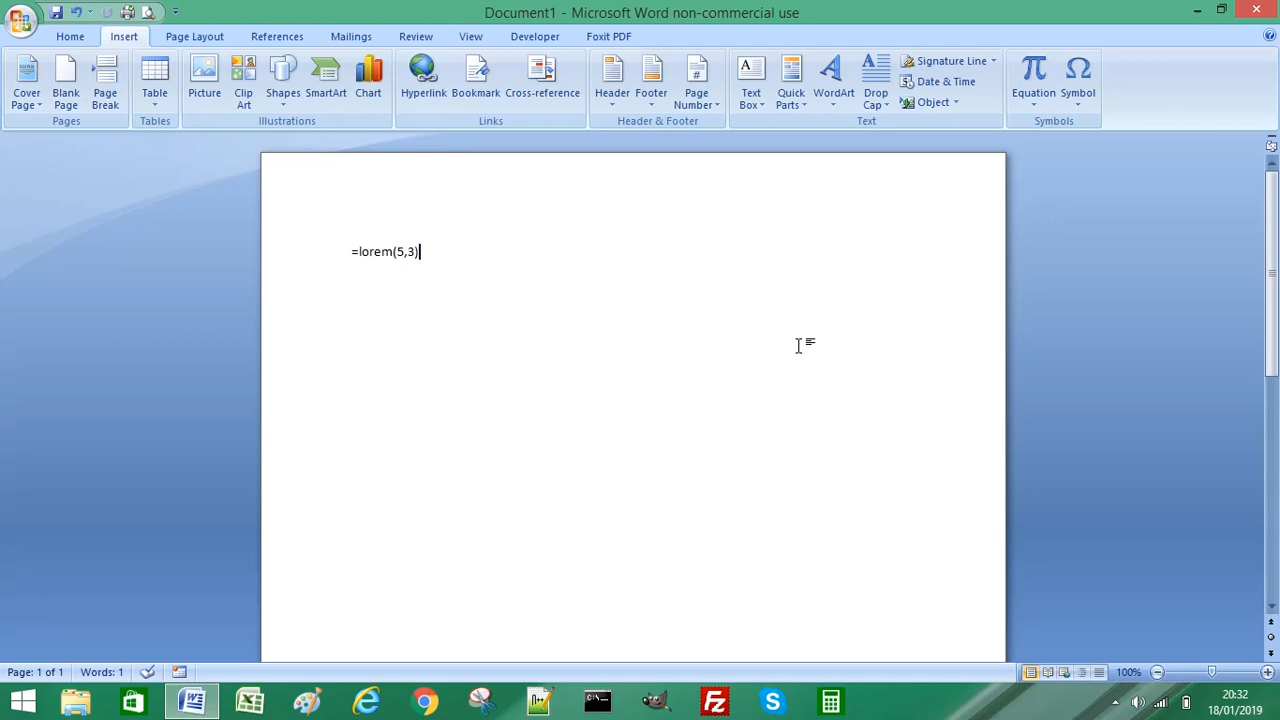 Document1 - Microsoft Word non-commercial use
Home Insert Page Layout References Mailings Review View Developer Foxit PDF
Cover Page
Blank Page
Page Break
Pages
Table
Tables
Picture
Clip Art
Shapes
SmartArt
Chart
Illustrations
Hyperlink
Bookmark
Cross-reference
Links
Header
Footer
Page Number
Header & Footer
Text Box
Quick Parts
WordArt
Drop Cap
Signature Line
Date & Time
Object
Text
Equation
Symbol
Symbols
=lorem(5,3)
Page: 1 of 1 Words: 1 100%
20:32
18/01/2019